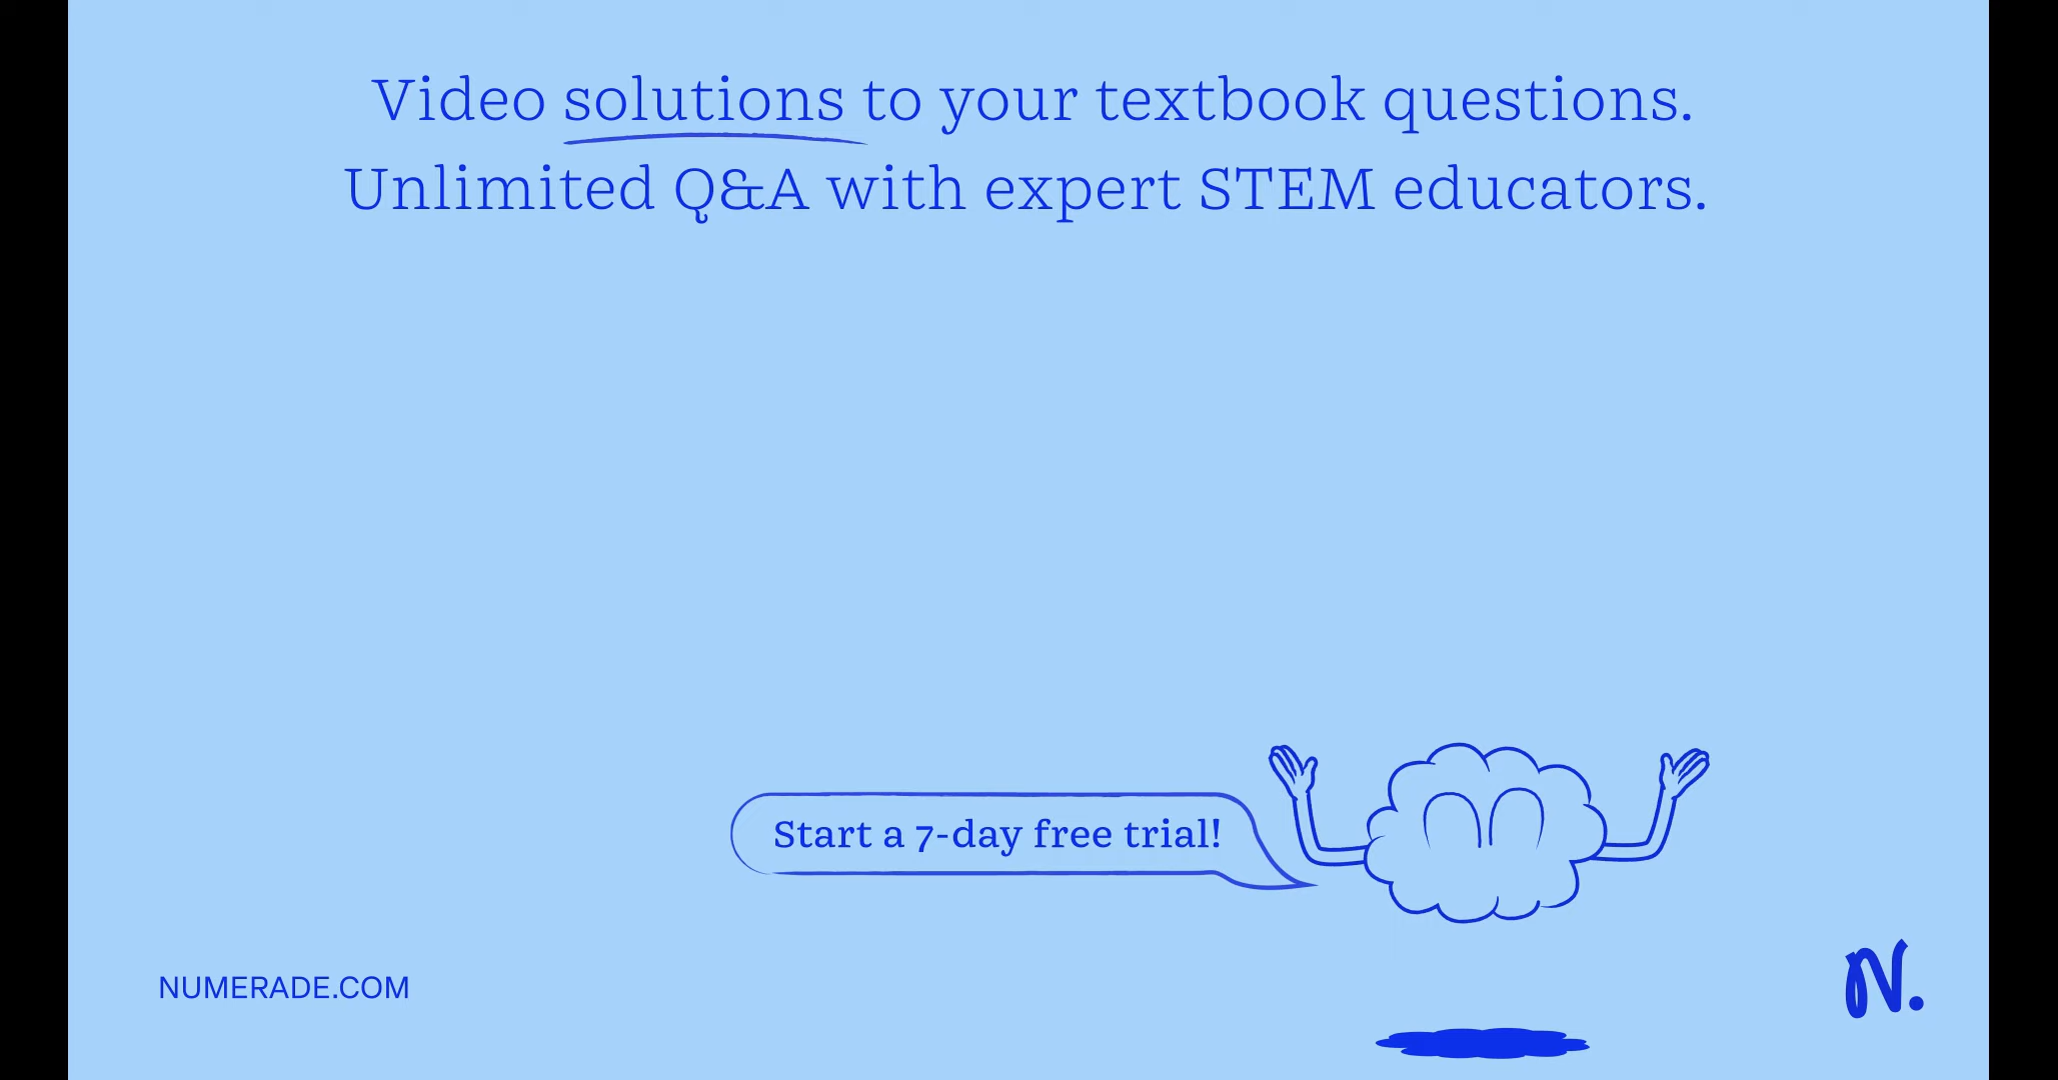 Video solutions to your textbook questions.
Unlimited Q&A with expert STEM educators.
Start a 7-day free trial!
NUMERADE.COM
N.